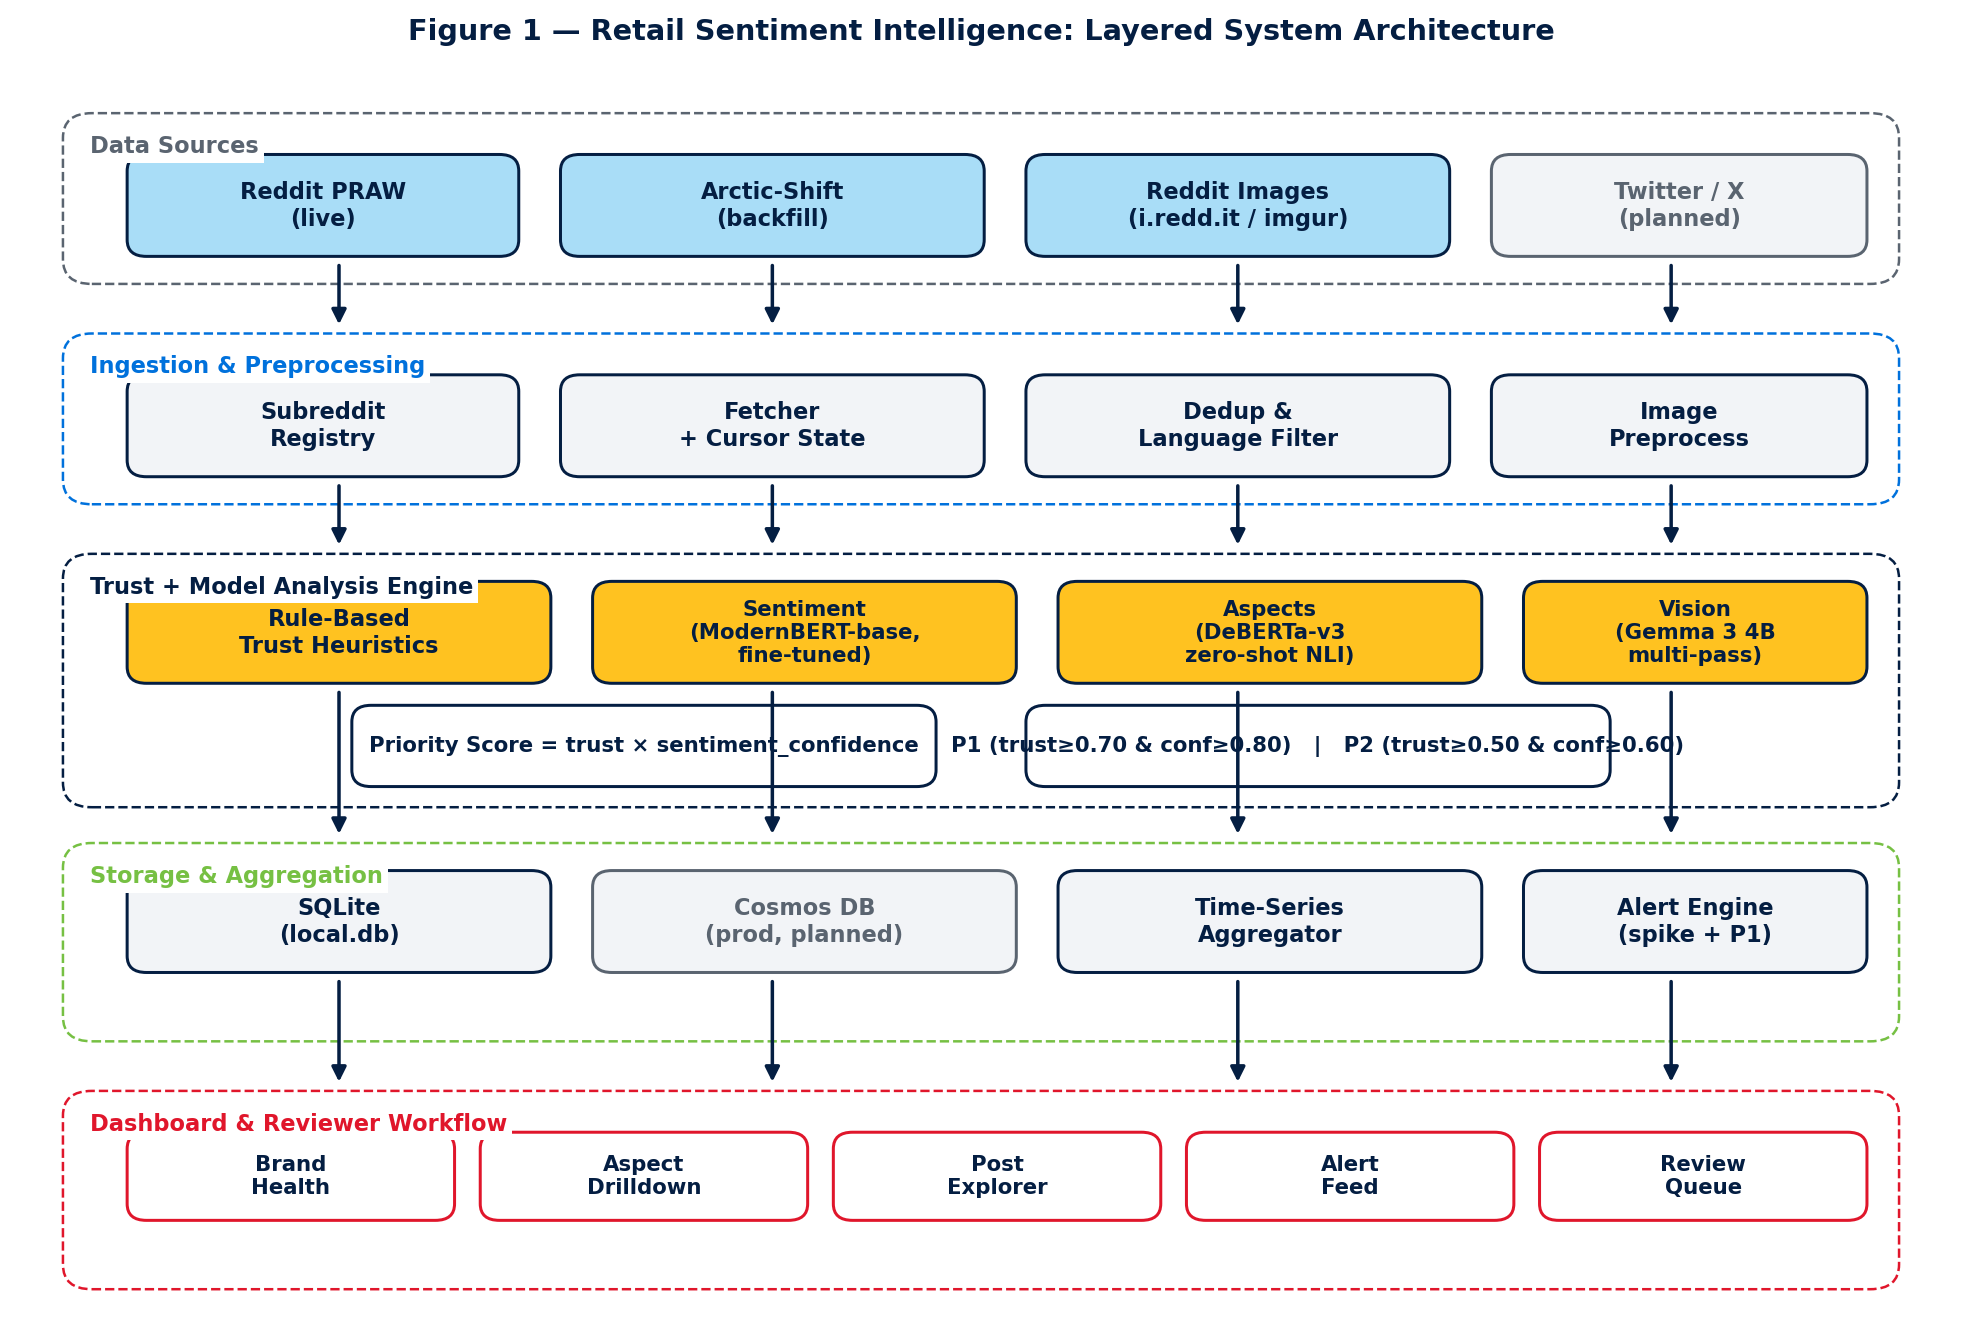 Figure 1 — Retail Sentiment Intelligence: Layered System Architecture
Data Sources
Reddit PRAW
(live)
Arctic-Shift
(backfill)
Reddit Images
(i.redd.it / imgur)
Twitter / X
(planned)
Ingestion & Preprocessing
Subreddit
Registry
Fetcher
+ Cursor State
Dedup &
Language Filter
Image
Preprocess
Trust + Model Analysis Engine
Rule-Based
Trust Heuristics
Sentiment
(ModernBERT-base,
fine-tuned)
Aspects
(DeBERTa-v3
zero-shot NLI)
Vision
(Gemma 3 4B
multi-pass)
Priority Score = trust × sentiment_confidence
P1 (trust≥0.70 & conf≥0.80)   |   P2 (trust≥0.50 & conf≥0.60)
Storage & Aggregation
SQLite
(local.db)
Cosmos DB
(prod, planned)
Time-Series
Aggregator
Alert Engine
(spike + P1)
Dashboard & Reviewer Workflow
Brand
Health
Aspect
Drilldown
Post
Explorer
Alert
Feed
Review
Queue